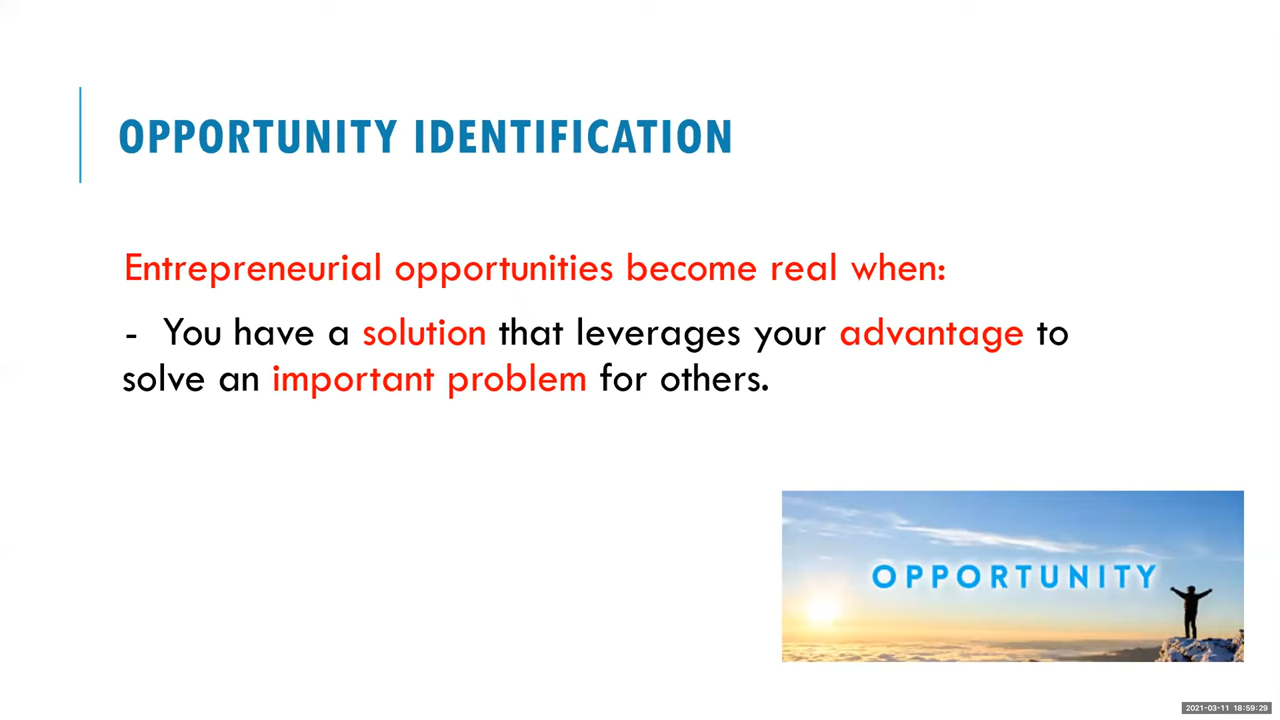 OPPORTUNITY IDENTIFICATION
Entrepreneurial opportunities become real when:
- You have a solution that leverages your advantage to
solve an important problem for others.
OPPORTUNITY
2021-03-11 18:59:29